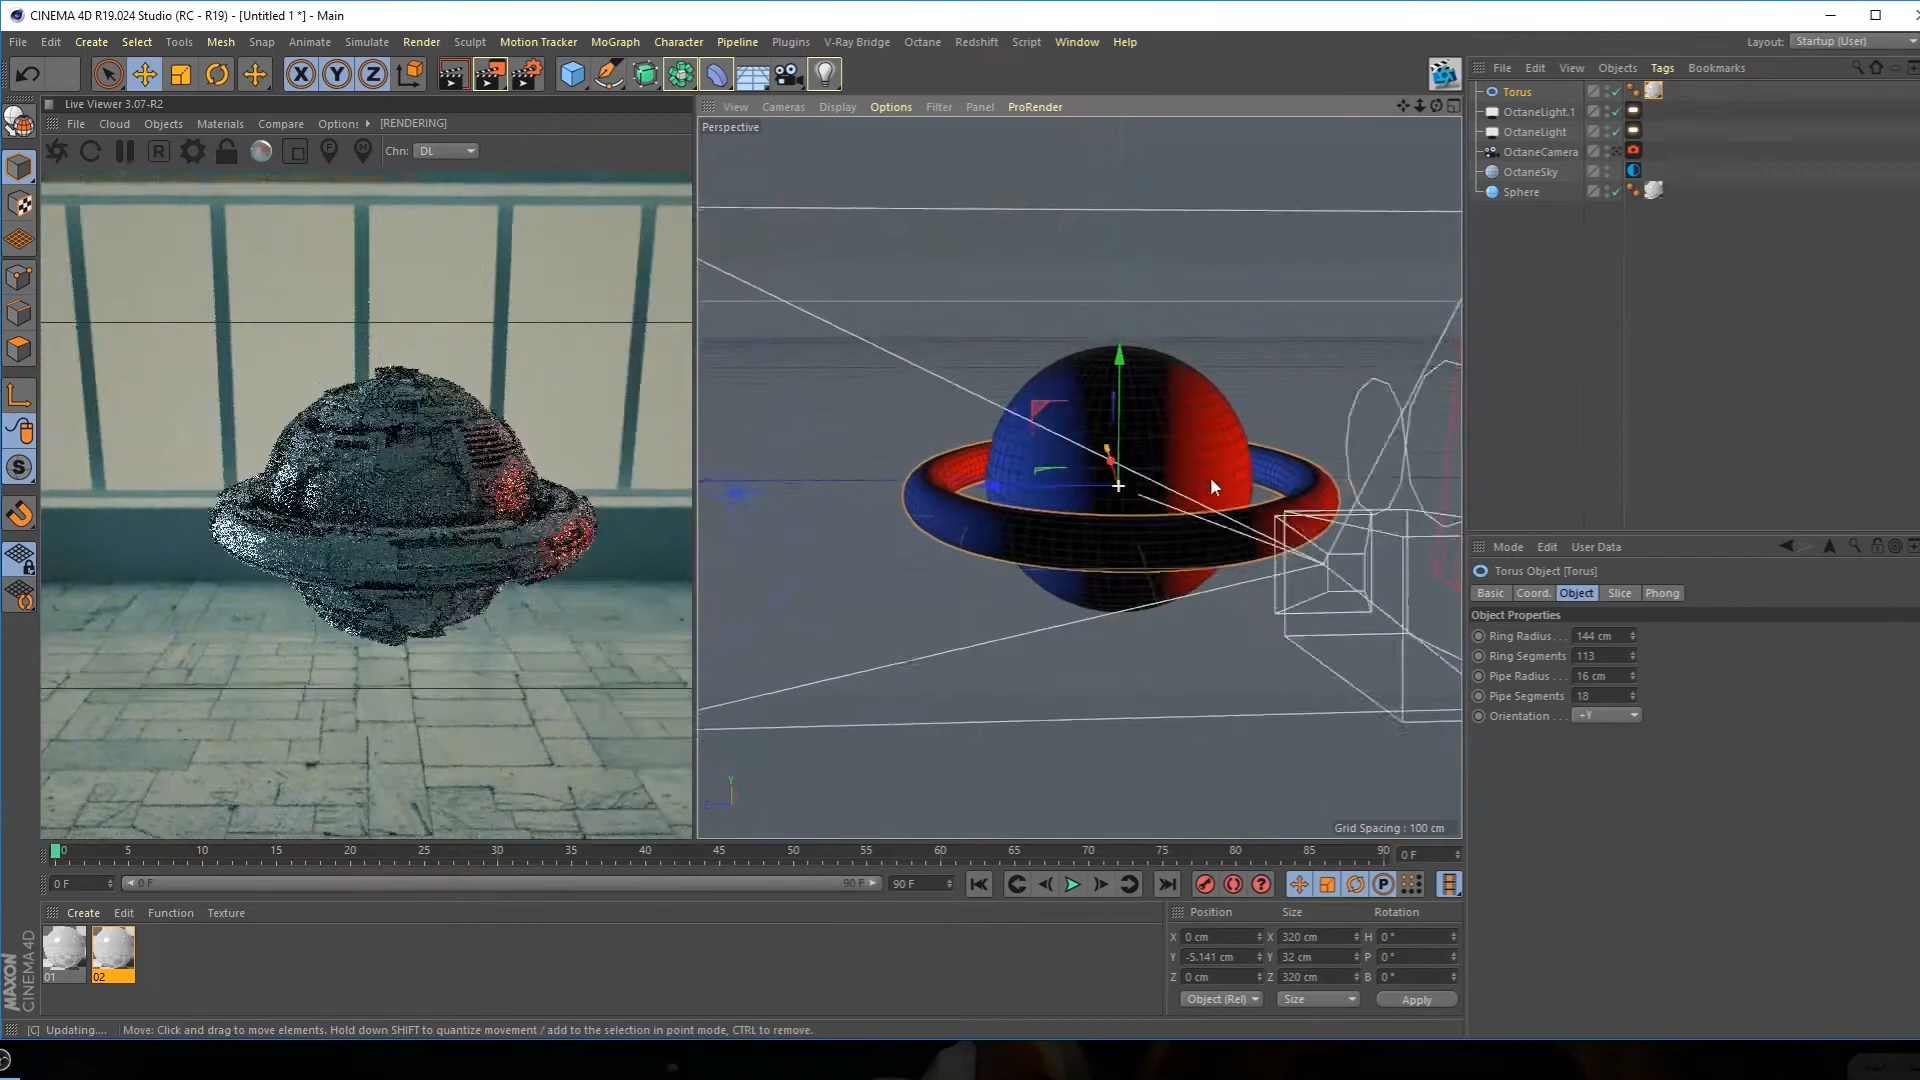 CINEMA 4D R19.024 Studio (RC - R19) - [Untitled 1 *] - Main
File Edit Create Select Tools Mesh Snap Animate Simulate Render Sculpt Motion Tracker MoGraph Character Pipeline Plugins V-Ray Bridge Octane Redshift Script Window Help
Layout: Startup (User)
Live Viewer 3.07-R2
File Cloud Objects Materials Compare Option: [RENDERING]
R M Chn: DL
View Cameras Display Options Filter Panel ProRender
Perspective
Y
Grid Spacing : 100 cm
File Edit View Objects Tags Bookmarks
Torus
OctaneLight.1
OctaneLight
OctaneCamera
OctaneSky
Sphere
Mode Edit User Data
Torus Object [Torus]
Basic Coord. Object Slice Phong
Object Properties
Ring Radius . . . 144 cm
Ring Segments 113
Pipe Radius . . . 16 cm
Pipe Segments 18
Orientation . . . +Y
0 5 10 15 20 25 30 35 40 45 50 55 60 65 70 75 80 85 90 0 F
0 F 0 F 90 F 90 F
Create Edit Function Texture
01 02
Position Size Rotation
X 0 cm X 320 cm H 0 °
Y -5.141 cm Y 32 cm P 0 °
Z 0 cm Z 320 cm B 0 °
Object (Rel) Size Apply
MAXON CINEMA 4D
[C] Updating.... Move: Click and drag to move elements. Hold down SHIFT to quantize movement / add to the selection in point mode, CTRL to remove.